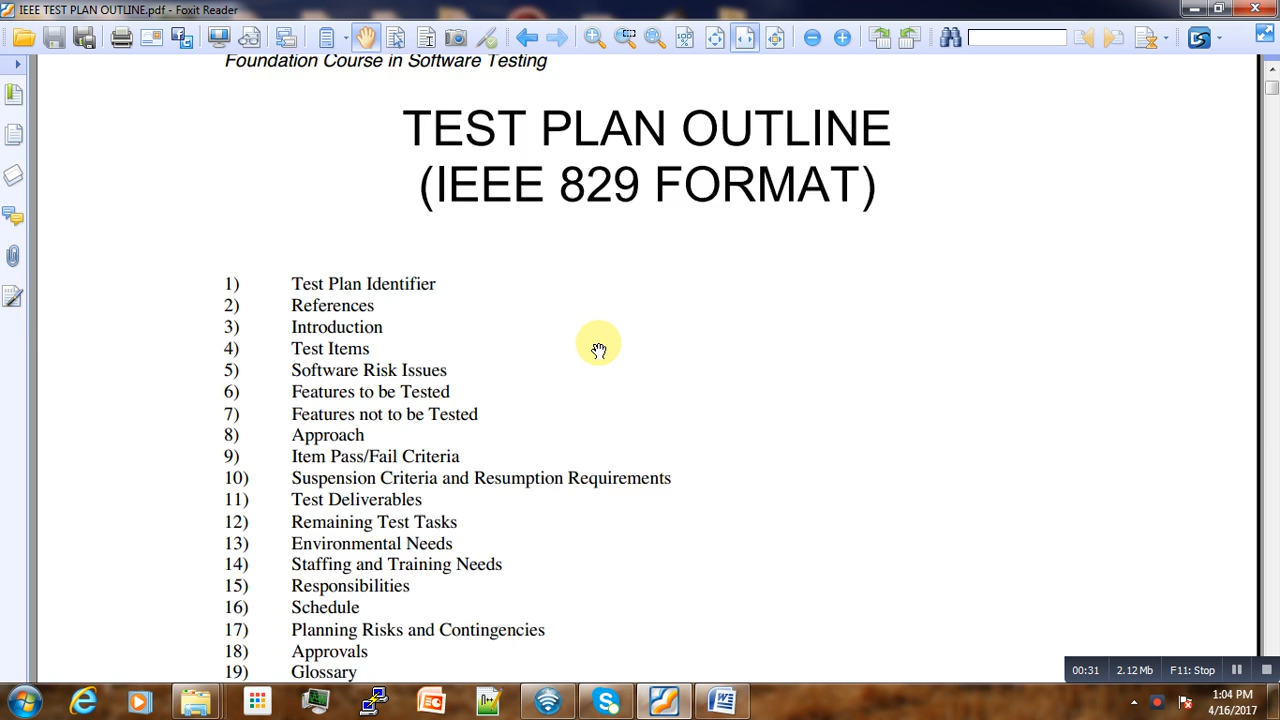 IEEE TEST PLAN OUTLINE.pdf - Foxit Reader
Foundation Course in Software Testing
TEST PLAN OUTLINE
(IEEE 829 FORMAT)
1) Test Plan Identifier
2) References
3) Introduction
4) Test Items
5) Software Risk Issues
6) Features to be Tested
7) Features not to be Tested
8) Approach
9) Item Pass/Fail Criteria
10) Suspension Criteria and Resumption Requirements
11) Test Deliverables
12) Remaining Test Tasks
13) Environmental Needs
14) Staffing and Training Needs
15) Responsibilities
16) Schedule
17) Planning Risks and Contingencies
18) Approvals
19) Glossary
00:31 2.12 Mb F11: Stop
1:04 PM
4/16/2017